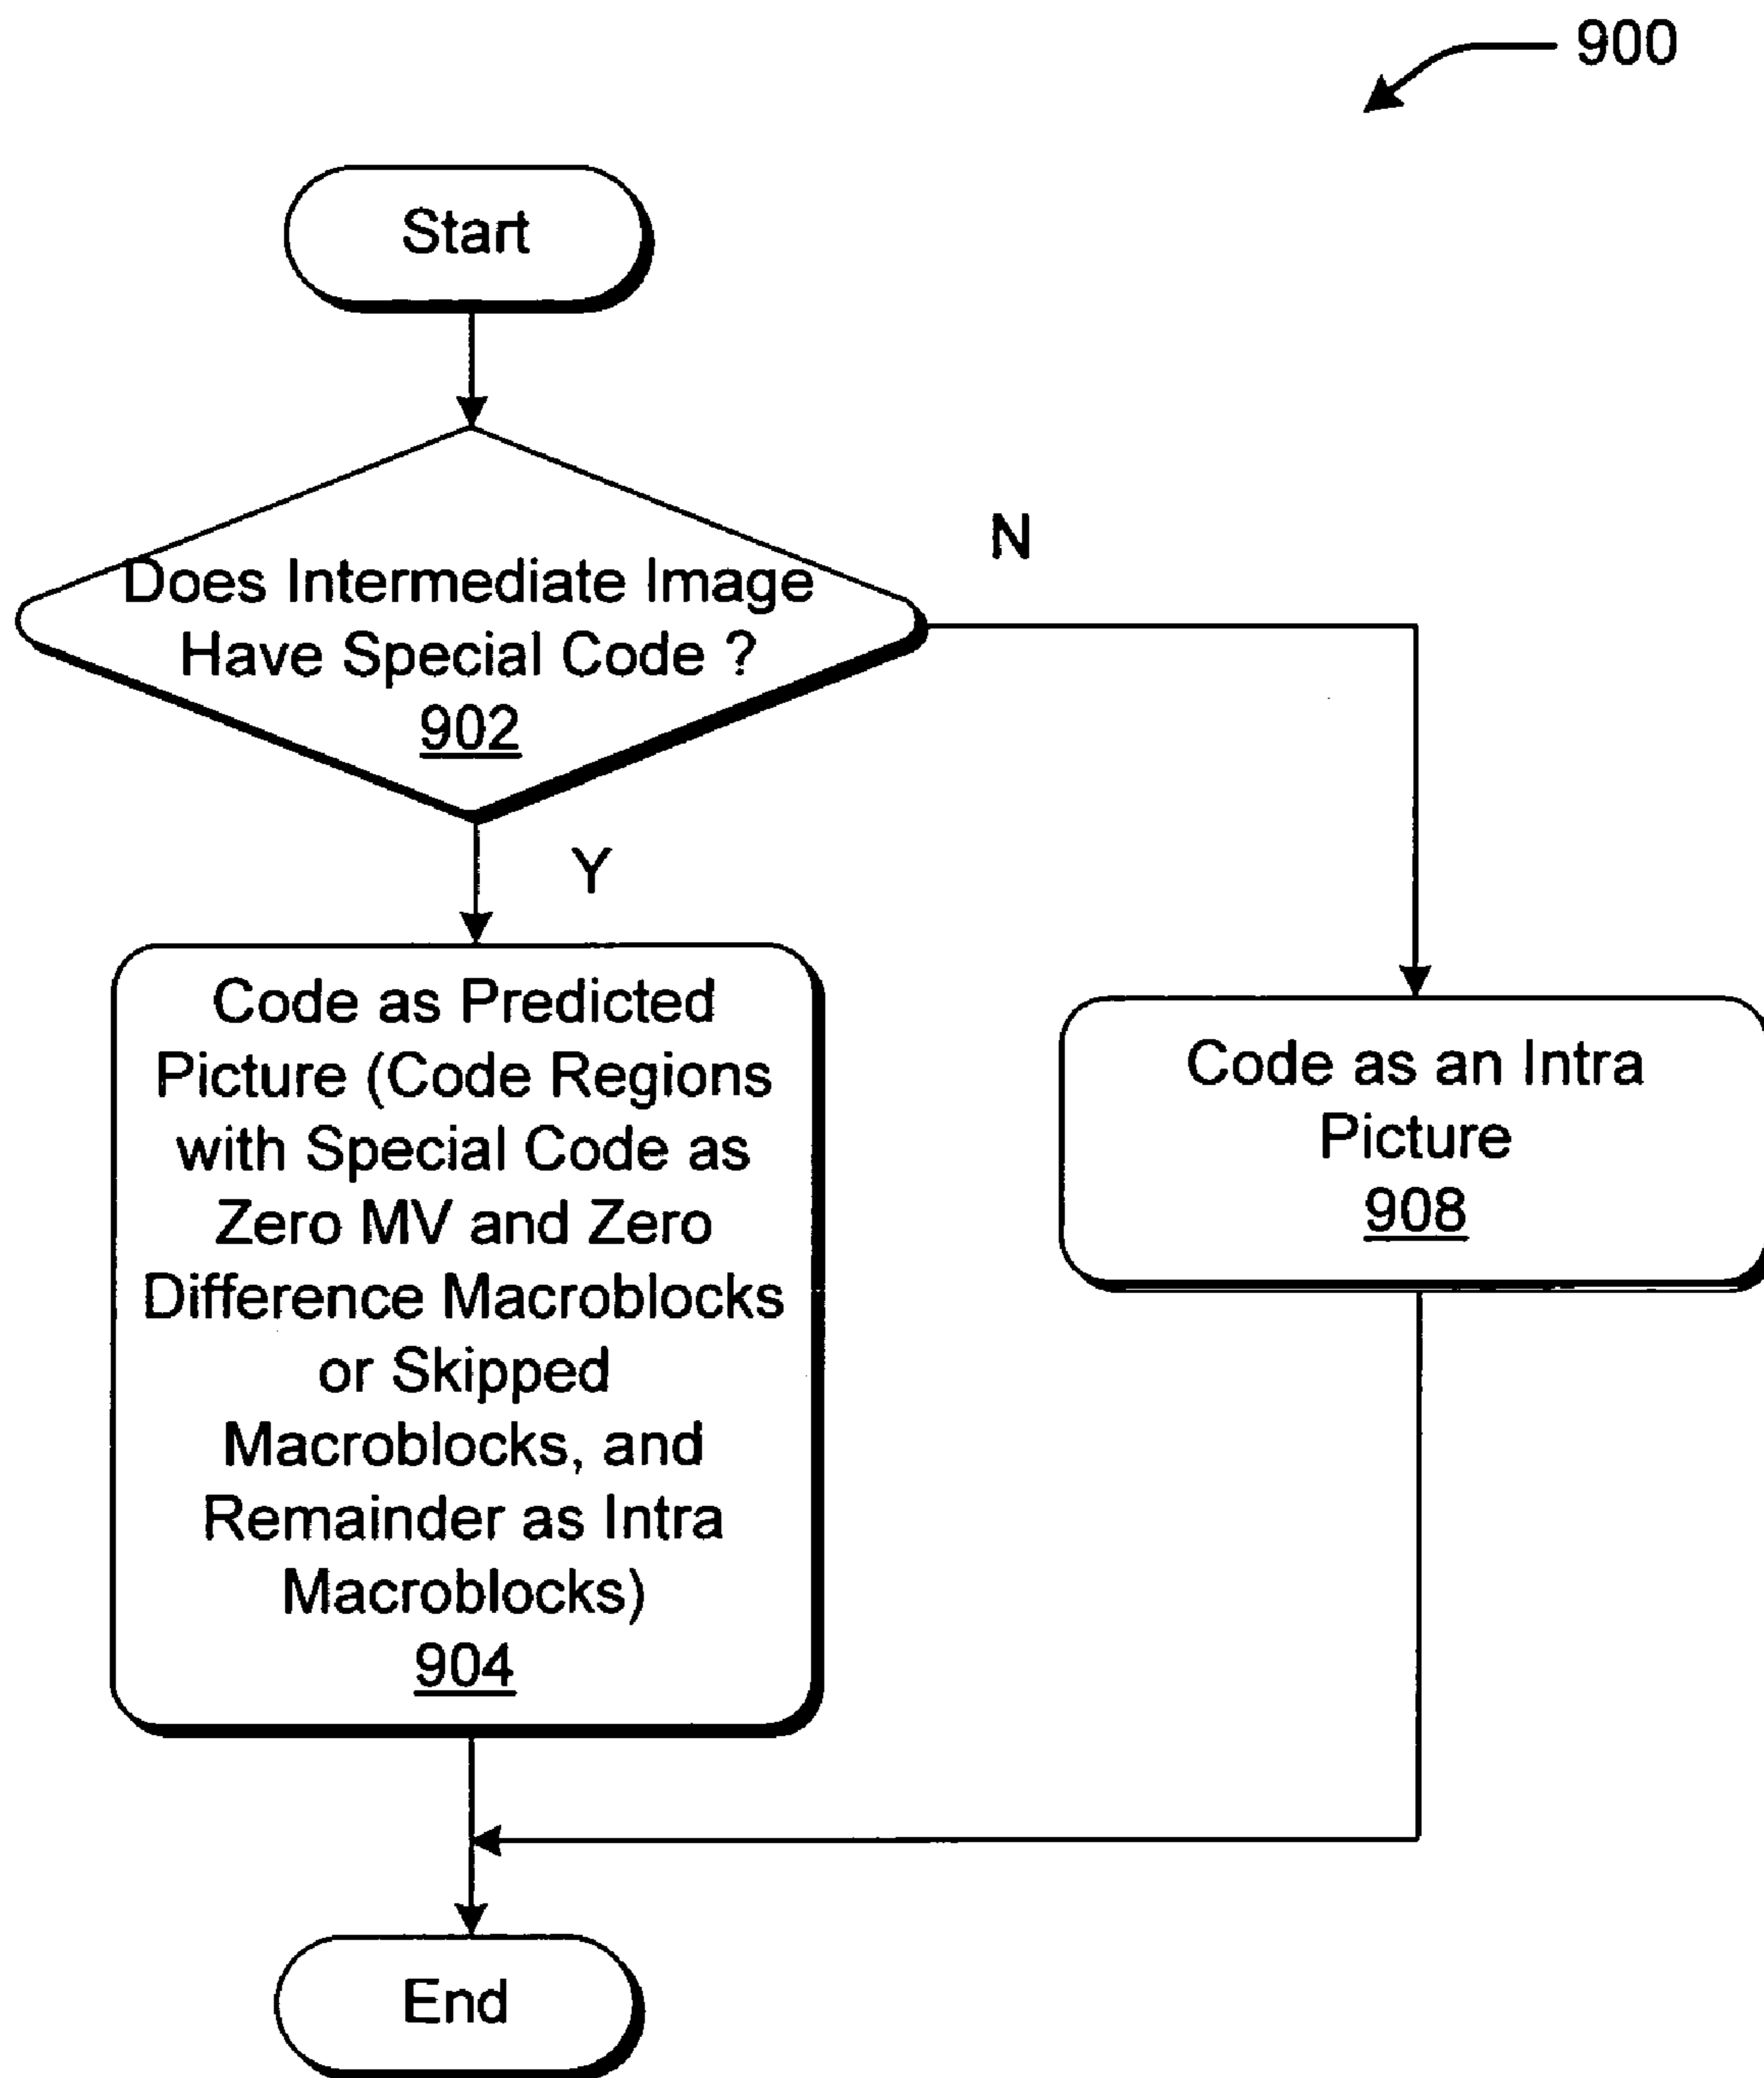 900
Start
Does Intermediate Image
Have Special Code ?
902
N
Y
Code as Predicted
Picture (Code Regions
with Special Code as
Zero MV and Zero
Difference Macroblocks
or Skipped
Macroblocks, and
Remainder as Intra
Macroblocks)
904
Code as an Intra
Picture
908
End